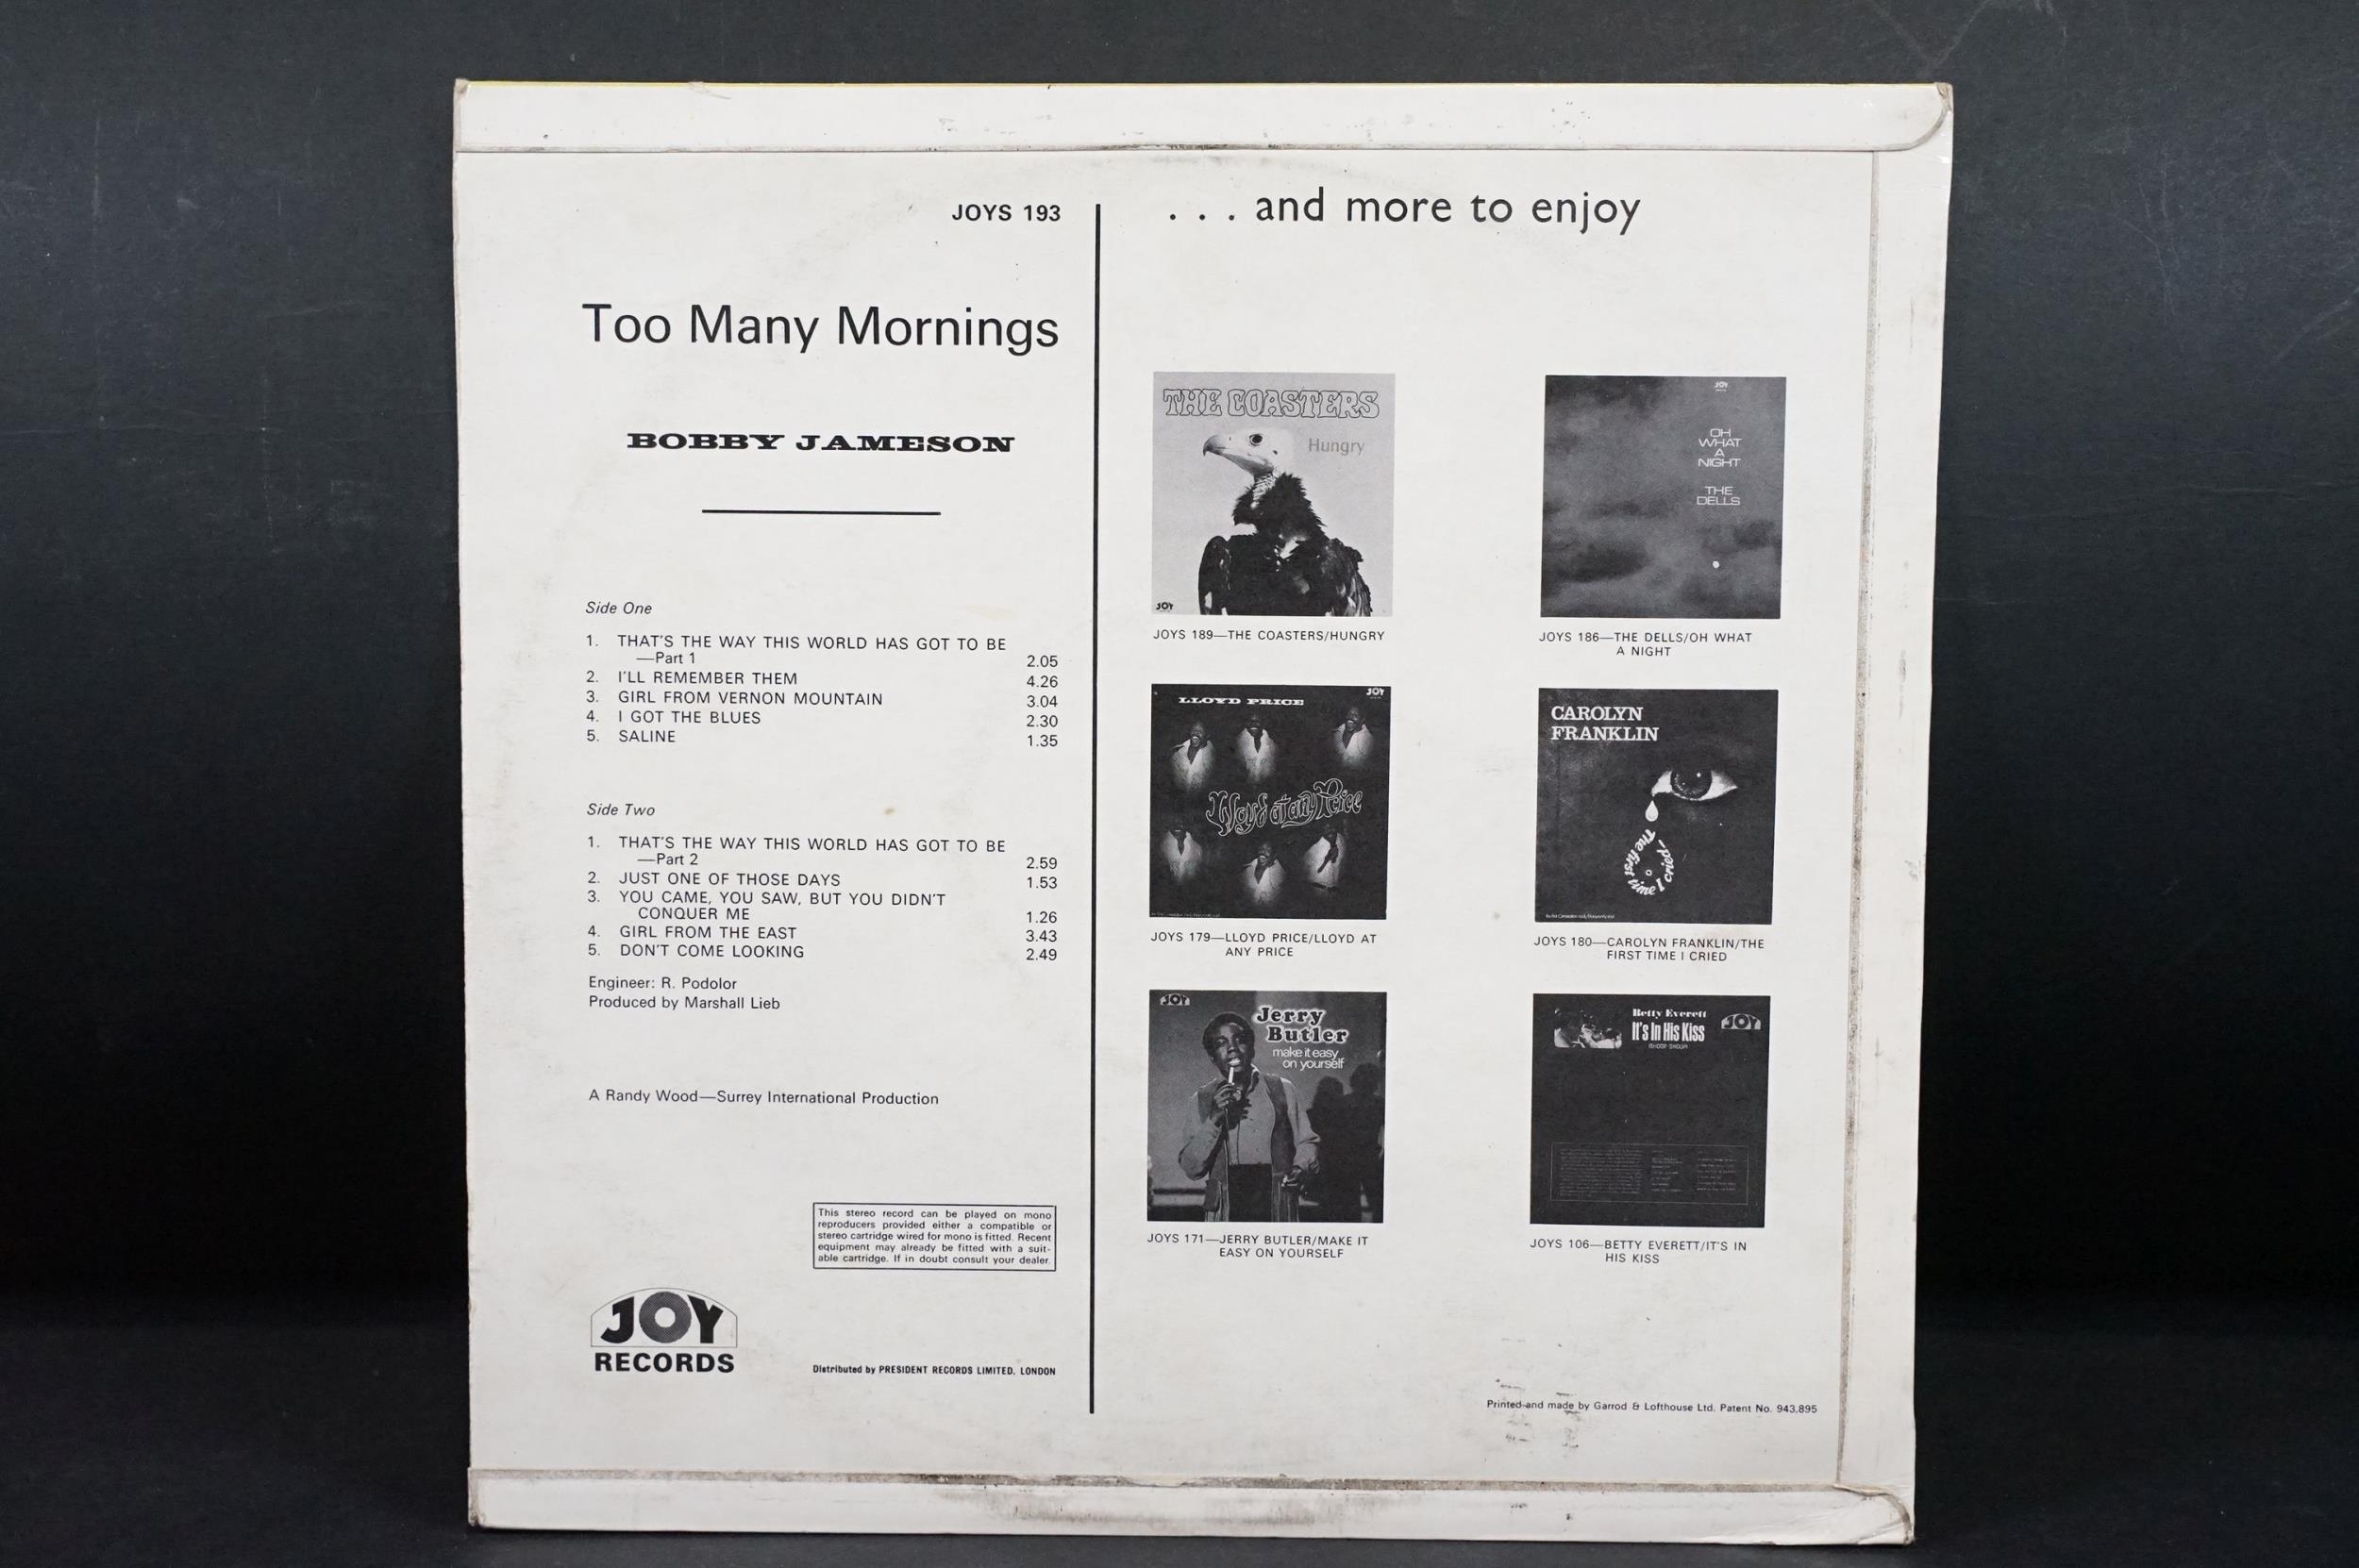 JOYS 193
Too Many Mornings
BOBBY JAMESON
Side One
1. THAT'S THE WAY THIS WORLD HAS GOT TO BE
—Part 1 2.05
2. I'LL REMEMBER THEM 4.26
3. GIRL FROM VERNON MOUNTAIN 3.04
4. I GOT THE BLUES 2.30
5. SALINE 1.35
Side Two
1. THAT'S THE WAY THIS WORLD HAS GOT TO BE
—Part 2 2.59
2. JUST ONE OF THOSE DAYS 1.53
3. YOU CAME, YOU SAW, BUT YOU DIDN'T
CONQUER ME 1.26
4. GIRL FROM THE EAST 3.43
5. DON'T COME LOOKING 2.49
Engineer: R. Podolor
Produced by Marshall Lieb
A Randy Wood—Surrey International Production
This stereo record can be played on mono
reproducers provided either a compatible or
stereo cartridge wired for mono is fitted. Recent
equipment may already be fitted with a suit-
able cartridge. If in doubt consult your dealer.
JOY
RECORDS
Distributed by PRESIDENT RECORDS LIMITED. LONDON
. . . and more to enjoy
THE COASTERS
Hungry
JOY
JOYS 189—THE COASTERS/HUNGRY
JOY
OH
WHAT
A
NIGHT
THE
DELLS
JOYS 186—THE DELLS/OH WHAT
A NIGHT
LLOYD PRICE
JOY
Lloyd at any Price
JOYS 179—LLOYD PRICE/LLOYD AT
ANY PRICE
CAROLYN
FRANKLIN
The first time I cried!
JOYS 180—CAROLYN FRANKLIN/THE
FIRST TIME I CRIED
JOY
Jerry
Butler
make it easy
on yourself
JOYS 171—JERRY BUTLER/MAKE IT
EASY ON YOURSELF
Betty Everett
It's In His Kiss
JOY
JOYS 106—BETTY EVERETT/IT'S IN
HIS KISS
Printed and made by Garrod & Lofthouse Ltd. Patent No. 943,895